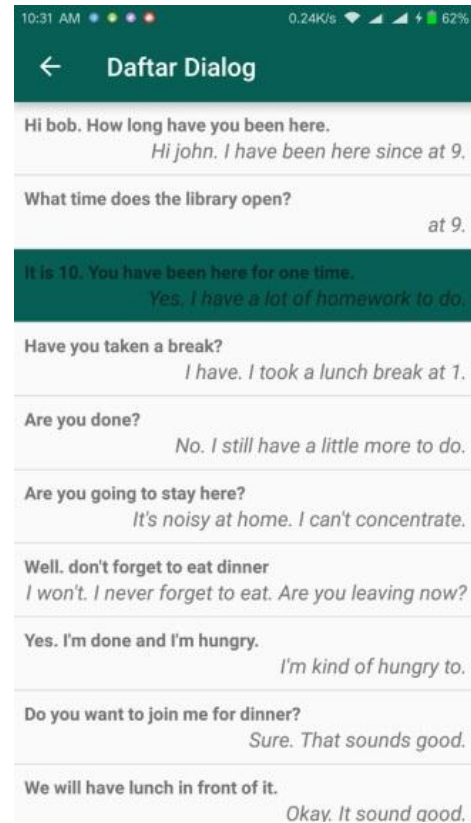 10:31 AM 0.24K/s 62%
Daftar Dialog
Hi bob. How long have you been here.
Hi john. I have been here since at 9.
What time does the library open?
at 9.
It is 10. You have been here for one time.
Yes. I have a lot of homework to do.
Have you taken a break?
I have. I took a lunch break at 1.
Are you done?
No. I still have a little more to do.
Are you going to stay here?
It's noisy at home. I can't concentrate.
Well. don't forget to eat dinner
I won't. I never forget to eat. Are you leaving now?
Yes. I'm done and I'm hungry.
I'm kind of hungry to.
Do you want to join me for dinner?
Sure. That sounds good.
We will have lunch in front of it.
Okay. It sound good.